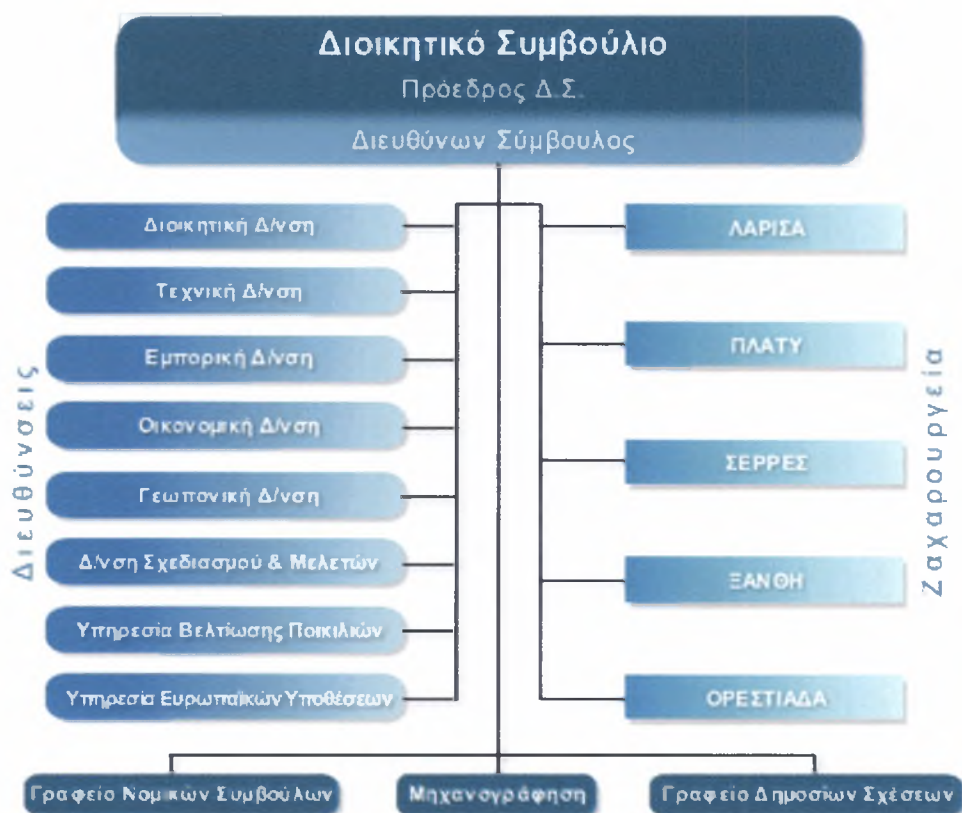 Διοικητικό Συμβούλιο
Πρόεδρος Δ.Σ.
Διευθύνων Σύμβουλος
Διευθύνσεις
Διοικητική Δ/νση
Τεχνική Δ/νση
Εμπορική Δ/νση
Οικονομική Δ/νση
Γεωπονική Δ/νση
Δ/νση Σχεδιασμού & Μελετών
Υπηρεσία Βελτίωσης Ποικιλιών
Υπηρεσία Ευρωπαϊκών Υποθέσεων
Ζαχαρουργεία
ΛΑΡΙΣΑ
ΠΛΑΤΥ
ΣΕΡΡΕΣ
ΞΑΝΘΗ
ΟΡΕΣΤΙΑΔΑ
Γραφείο Νομικών Συμβούλων
Μηχανογράφηση
Γραφείο Δημοσίων Σχέσεων